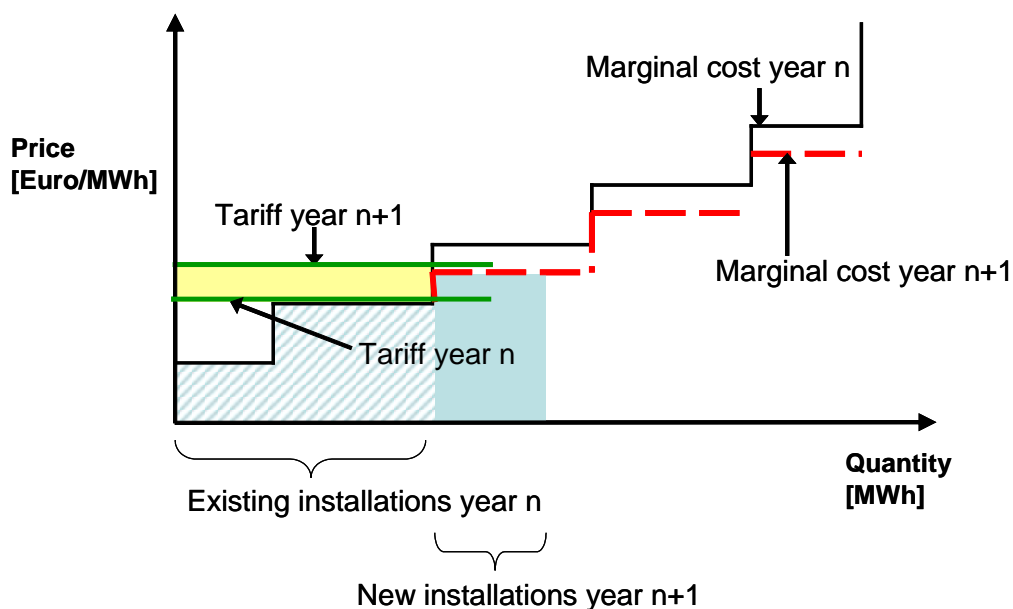 Marginal cost year n
Price
[Euro/MWh]
Tariff year n+1
Marginal cost year n+1
Tariff year n
Quantity
[MWh]
Existing installations year n
New installations year n+1